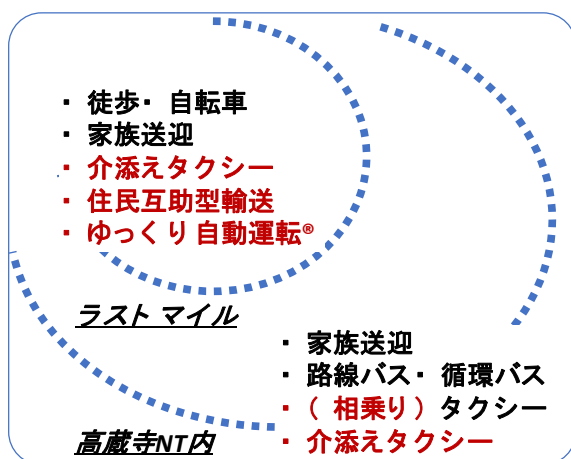 ・ 徒歩・ 自転車
・ 家族送迎
・ 介添えタクシー
・ 住民互助型輸送
・ ゆっくり自動運転®
ラストマイル
・ 家族送迎
・ 路線バス・ 循環バス
・( 相乗り) タクシー
・ 介添えタクシー
高蔵寺NT内